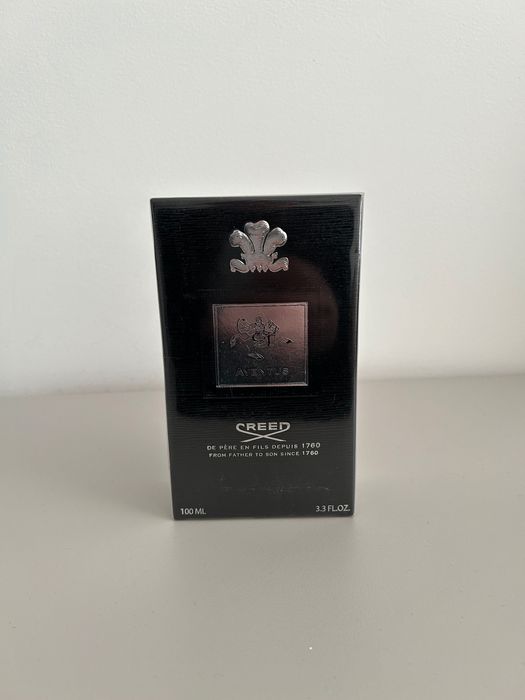 AVENTUS
CREED
DE PÈRE EN FILS DEPUIS 1760
FROM FATHER TO SON SINCE 1760
100 ML
3.3 FL.OZ.